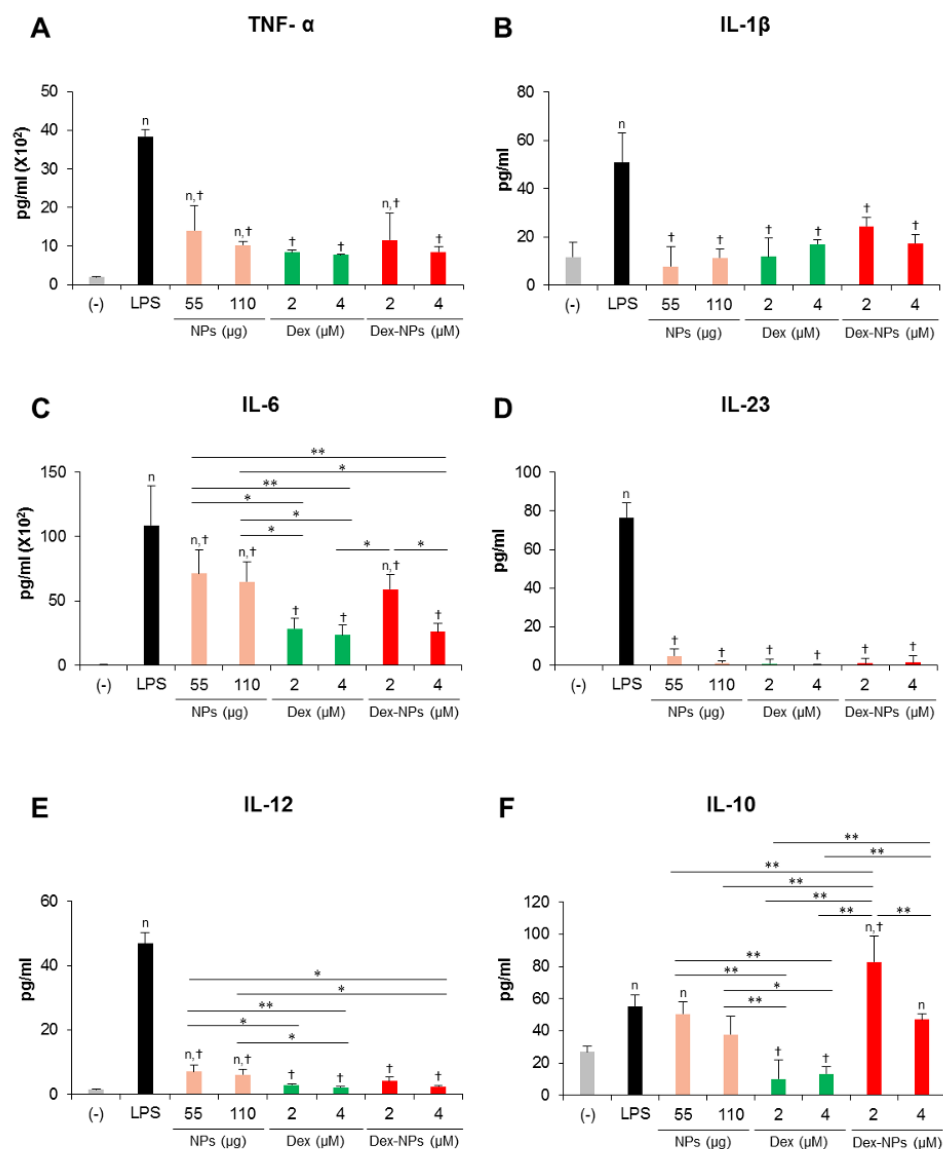 A TNF- α
50
40
30
20
10
0
pg/ml (X10²)
n
n,†
n,†
†
†
n,†
†
(-) LPS 55 110 2 4 2 4
NPs (µg) Dex (µM) Dex-NPs (µM)
B IL-1β
80
60
40
20
0
pg/ml
n
†
†
†
†
†
†
(-) LPS 55 110 2 4 2 4
NPs (µg) Dex (µM) Dex-NPs (µM)
C IL-6
150
100
50
0
pg/ml (X10²)
**
*
**
*
*
*
* *
n
n,†
n,†
†
†
n,†
†
(-) LPS 55 110 2 4 2 4
NPs (µg) Dex (µM) Dex-NPs (µM)
D IL-23
100
80
60
40
20
0
pg/ml
n
†
†
†
†
†
†
(-) LPS 55 110 2 4 2 4
NPs (µg) Dex (µM) Dex-NPs (µM)
E IL-12
60
40
20
0
pg/ml
n
*
*
**
*
*
n,†
n,†
†
†
†
†
(-) LPS 55 110 2 4 2 4
NPs (µg) Dex (µM) Dex-NPs (µM)
F IL-10
120
100
80
60
40
20
0
pg/ml
**
**
**
**
**
** **
**
**
*
**
n
n
†
†
n,†
n
(-) LPS 55 110 2 4 2 4
NPs (µg) Dex (µM) Dex-NPs (µM)